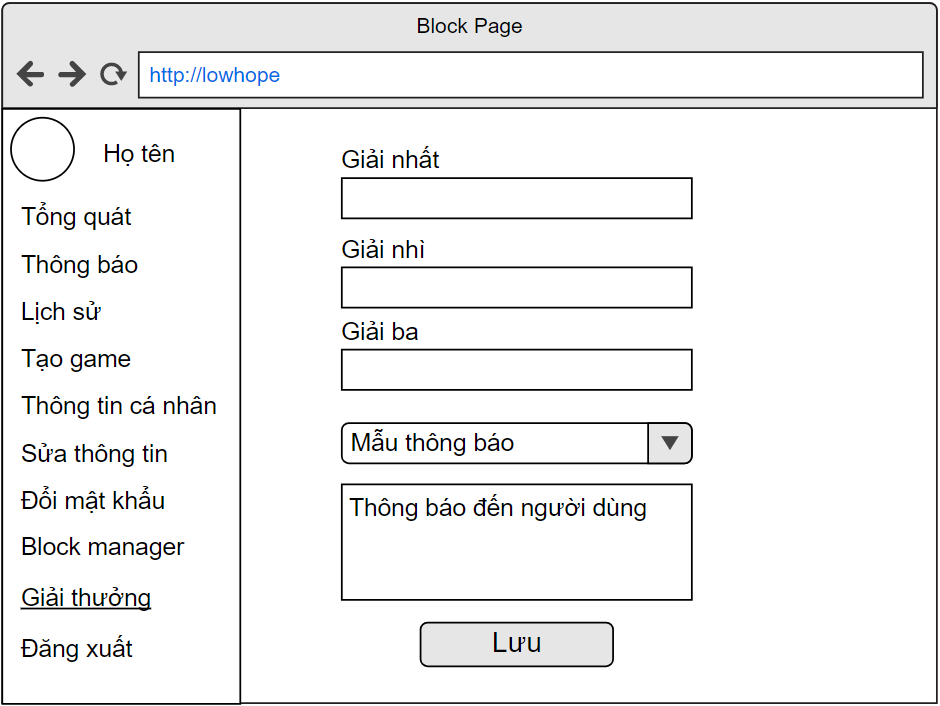 Block Page
http://lowhope
Họ tên
Tổng quát
Thông báo
Lịch sử
Tạo game
Thông tin cá nhân
Sửa thông tin
Đổi mật khẩu
Block manager
Giải thưởng
Đăng xuất
Giải nhất
Giải nhì
Giải ba
Mẫu thông báo
Thông báo đến người dùng
Lưu